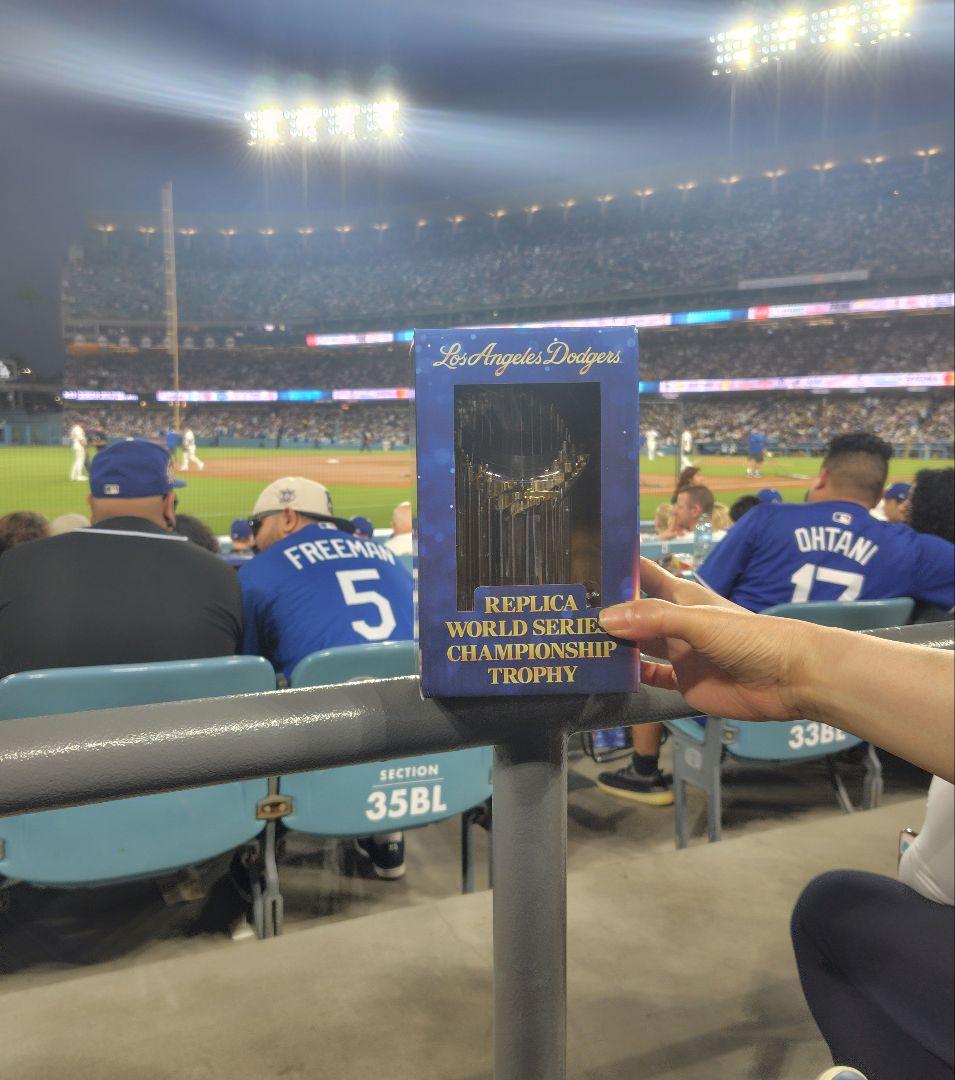 Los Angeles Dodgers
FREEMAN
5
OHTANI
17
REPLICA
WORLD SERIES
CHAMPIONSHIP
TROPHY
33BL
SECTION
35BL